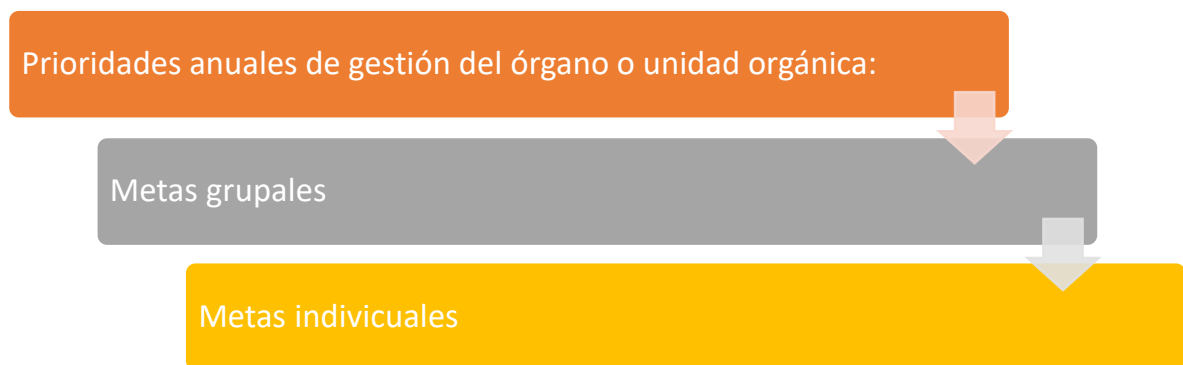 Prioridades anuales de gestión del órgano o unidad orgánica:
Metas grupales
Metas indivicuales